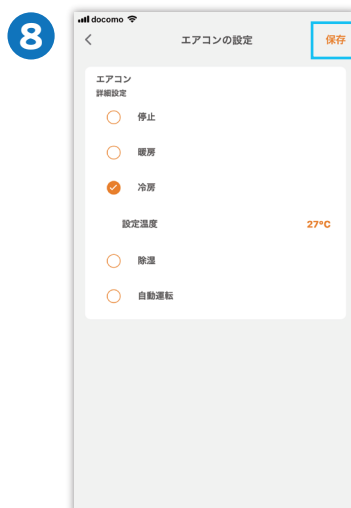 8
docomo
エアコンの設定
保存
エアコン
詳細設定
停止
暖房
冷房
設定温度
27°C
除湿
自動運転